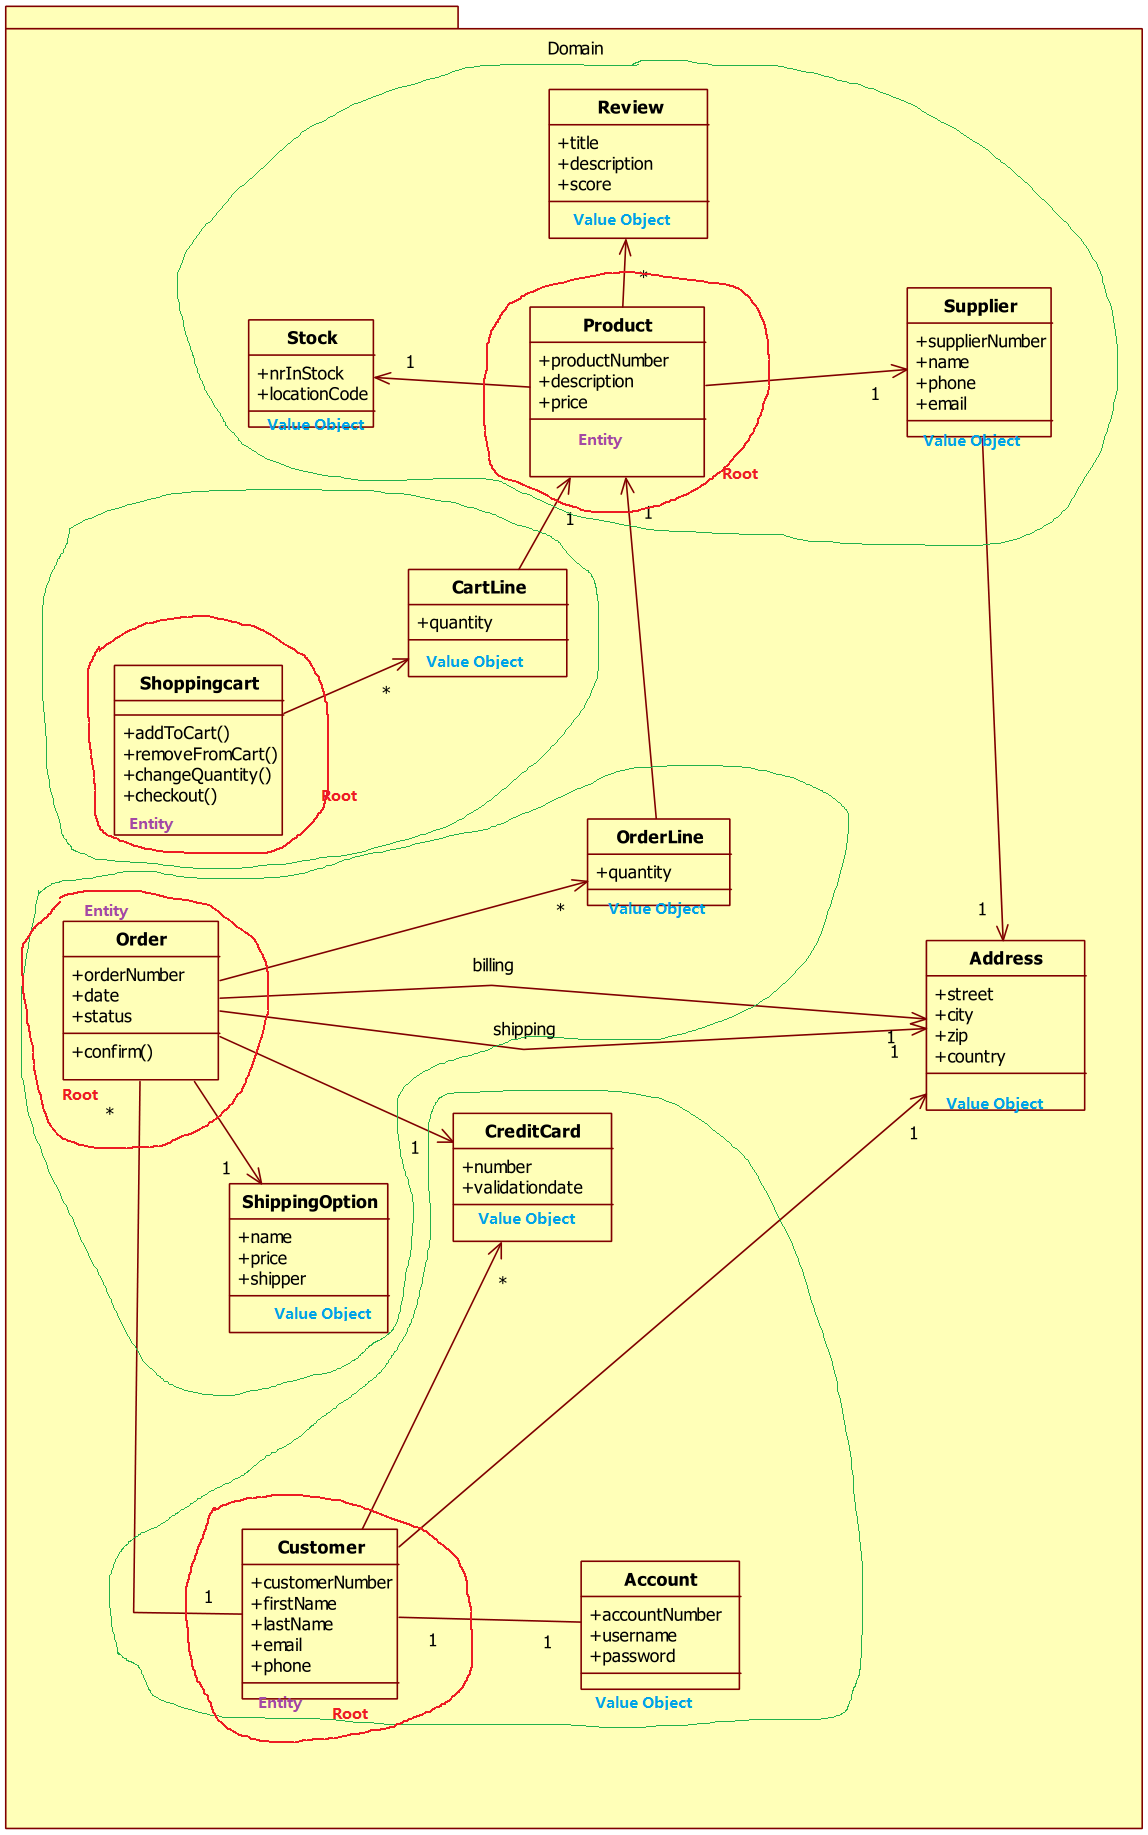 Domain
Review
+title
+description
+score
Value Object
*
Stock
+nrInStock
+locationCode
Value Object
1
Product
+productNumber
+description
+price
Entity
Root
1
Supplier
+supplierNumber
+name
+phone
+email
Value Object
1
1
CartLine
+quantity
Value Object
*
Shoppingcart
+addToCart()
+removeFromCart()
+changeQuantity()
+checkout()
Entity
Root
OrderLine
+quantity
Value Object
*
Entity
Order
+orderNumber
+date
+status
+confirm()
Root
*
billing
shipping
1
1
1
Address
+street
+city
+zip
+country
Value Object
1
1
CreditCard
+number
+validationdate
Value Object
*
1
ShippingOption
+name
+price
+shipper
Value Object
1
Customer
+customerNumber
+firstName
+lastName
+email
+phone
Entity
Root
1
1
Account
+accountNumber
+username
+password
Value Object